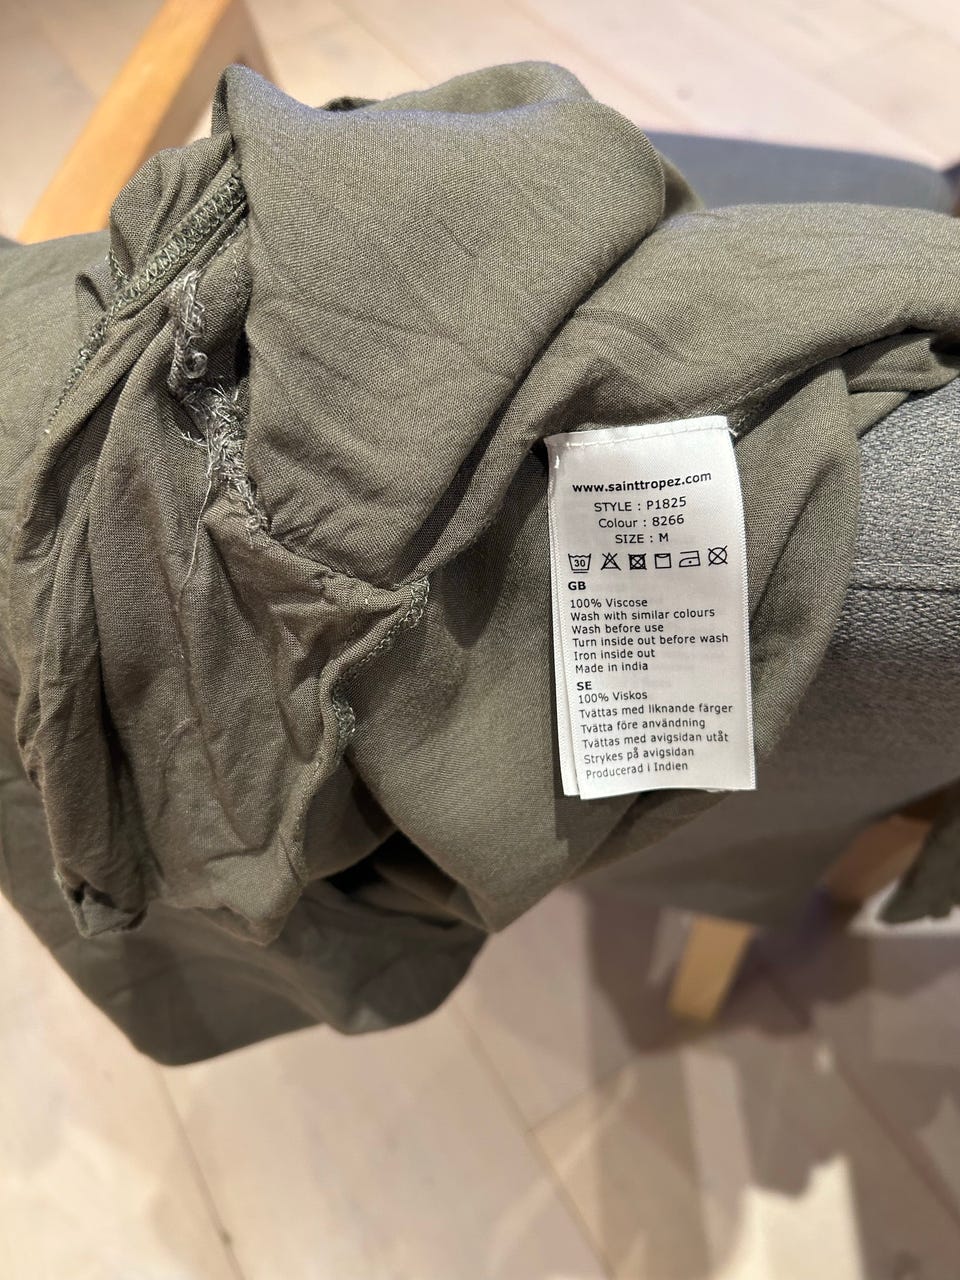 www.sainttropez.com
STYLE : P1825
Colour : 8266
SIZE : M
30
GB
100% Viscose
Wash with similar colours
Wash before use
Turn inside out before wash
Iron inside out
Made in india
SE
100% Viskos
Tvättas med liknande färger
Tvätta före användning
Tvättas med avigsidan utåt
Strykes på avigsidan
Producerad i Indien